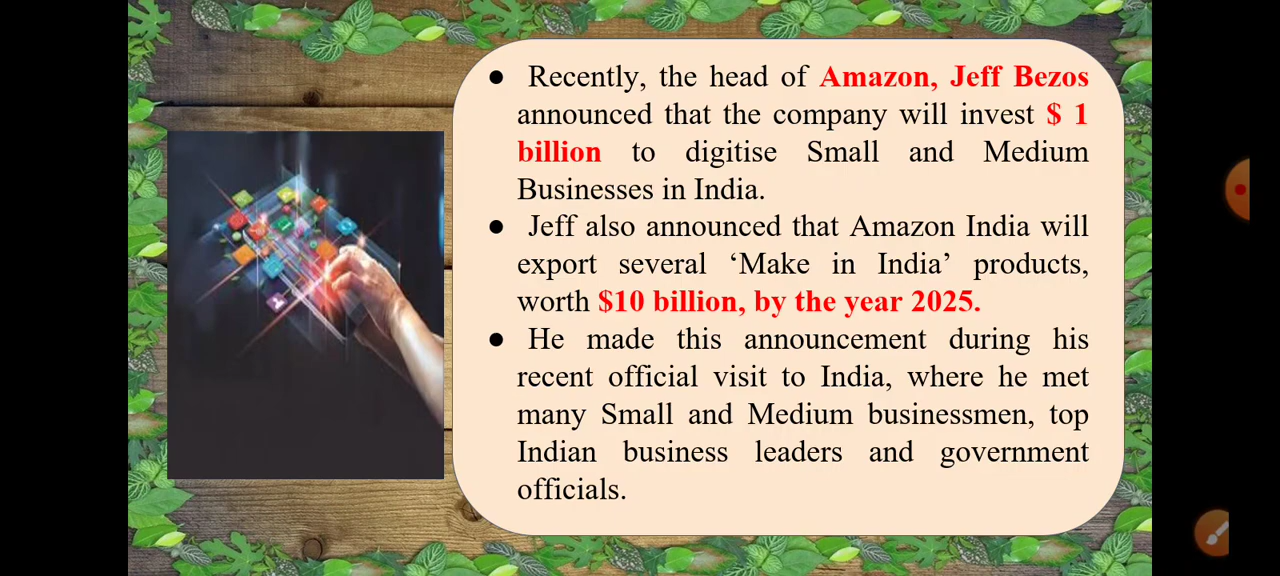 ● Recently, the head of Amazon, Jeff Bezos
announced that the company will invest $ 1
billion to digitise Small and Medium
Businesses in India.
● Jeff also announced that Amazon India will
export several ‘Make in India’ products,
worth $10 billion, by the year 2025.
● He made this announcement during his
recent official visit to India, where he met
many Small and Medium businessmen, top
Indian business leaders and government
officials.